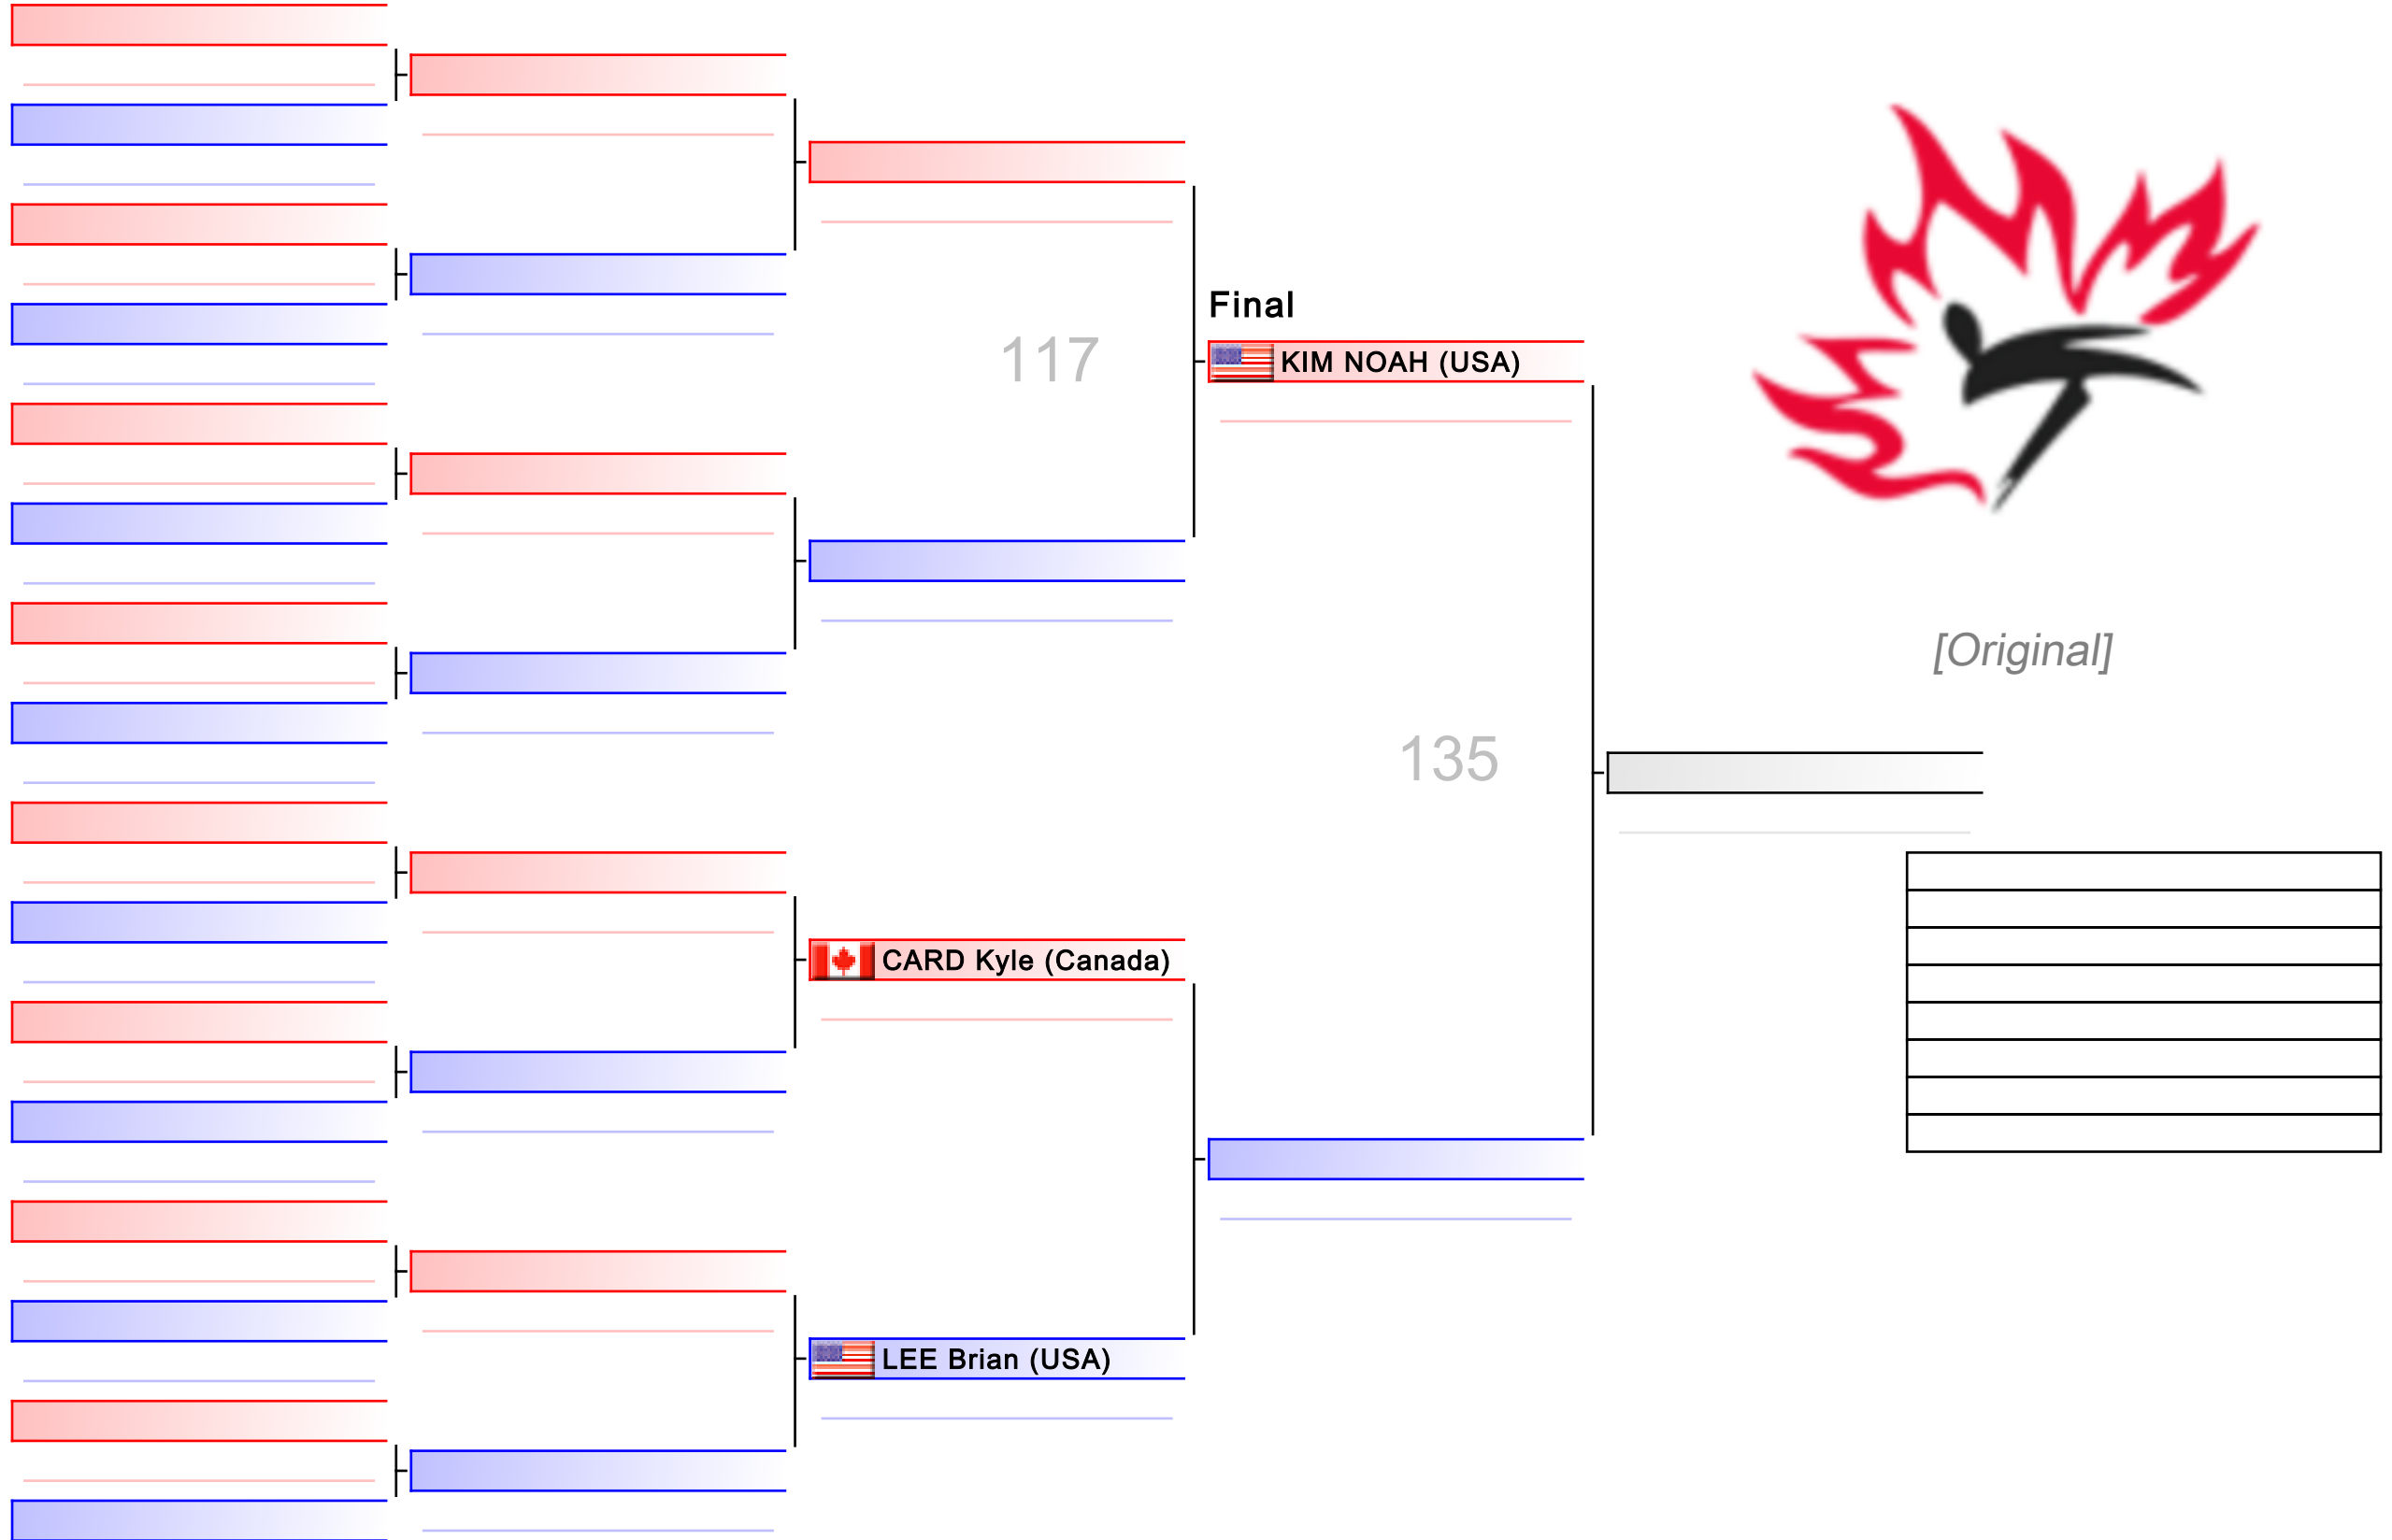 Final
117
KIM NOAH (USA)
[Original]
135
CARD Kyle (Canada)
LEE Brian (USA)